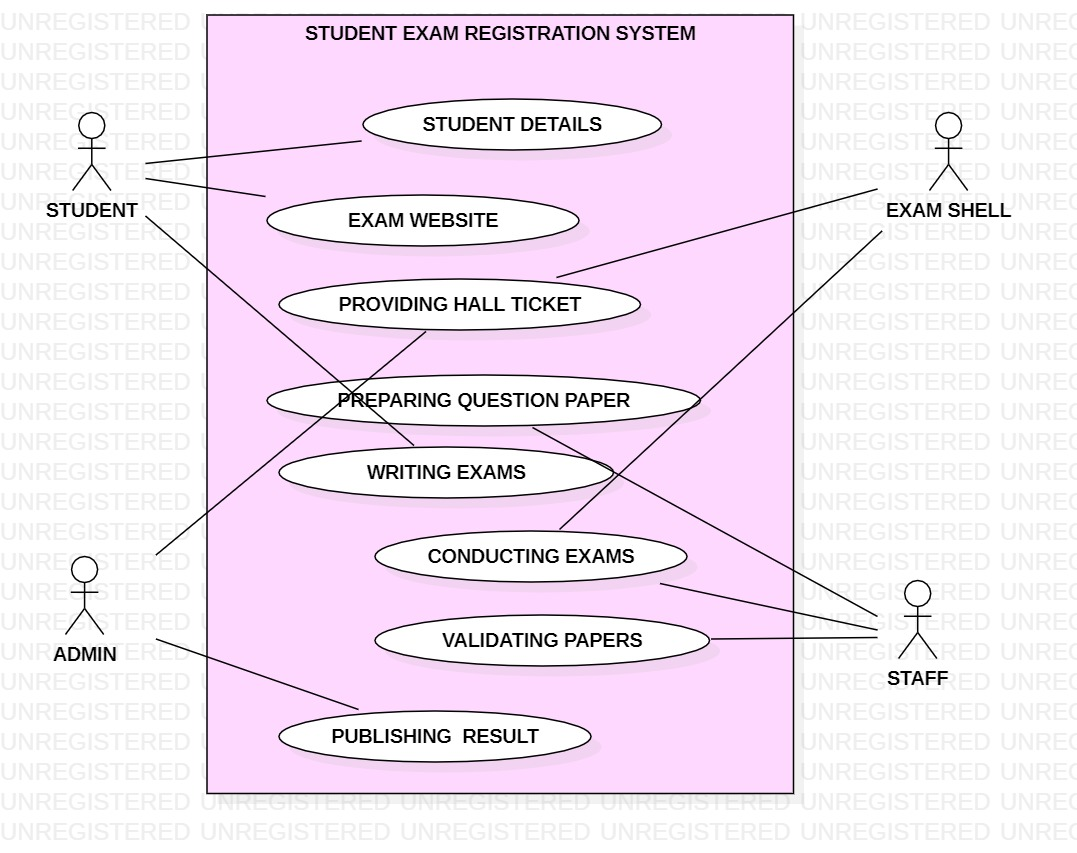 STUDENT EXAM REGISTRATION SYSTEM
STUDENT DETAILS
STUDENT
EXAM SHELL
EXAM WEBSITE
PROVIDING HALL TICKET
PREPARING QUESTION PAPER
WRITING EXAMS
CONDUCTING EXAMS
VALIDATING PAPERS
ADMIN
STAFF
PUBLISHING  RESULT
UNREGISTERED UNREGISTERED UNREGISTERED UNREGISTERED UNREGISTERED